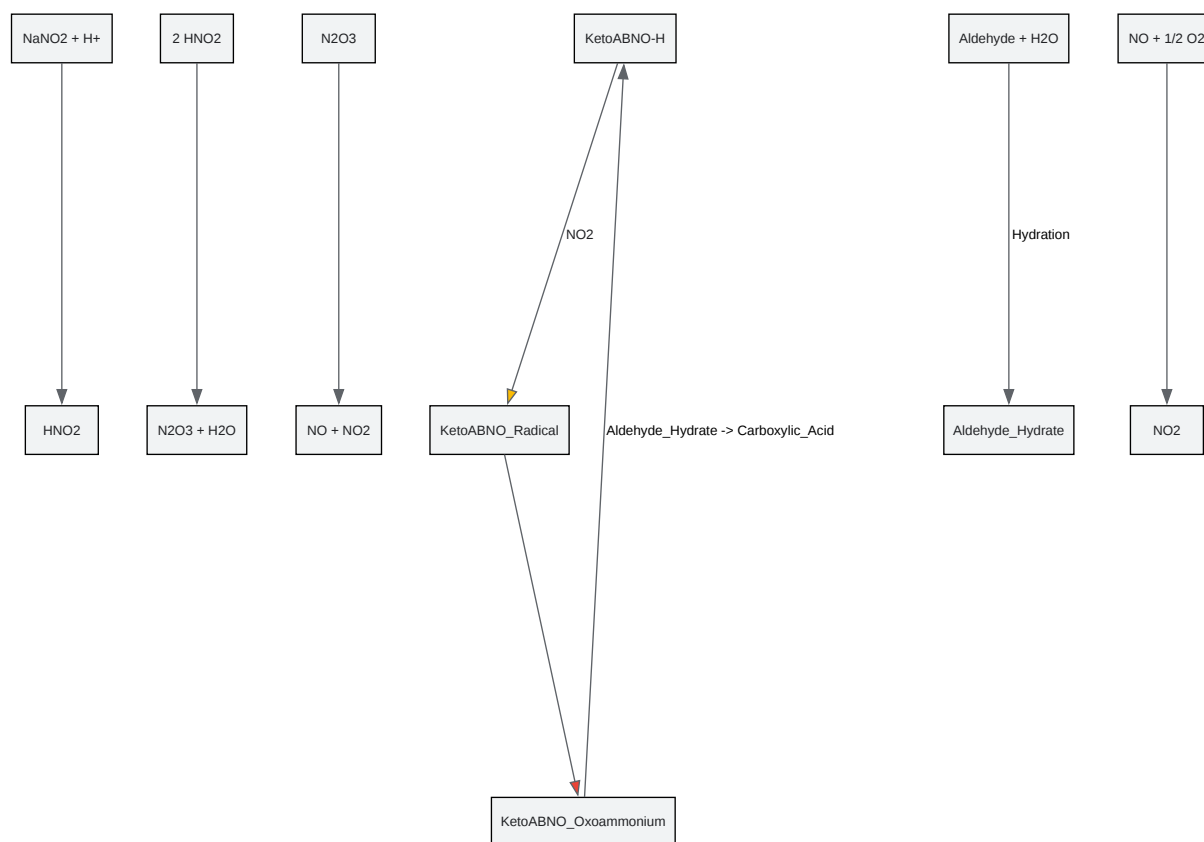 NaNO2 + H+
2 HNO2
N2O3
KetoABNO-H
Aldehyde + H2O
NO + 1/2 O2
NO2
Hydration
HNO2
N2O3 + H2O
NO + NO2
KetoABNO_Radical
Aldehyde_Hydrate -> Carboxylic_Acid
Aldehyde_Hydrate
NO2
KetoABNO_Oxoammonium